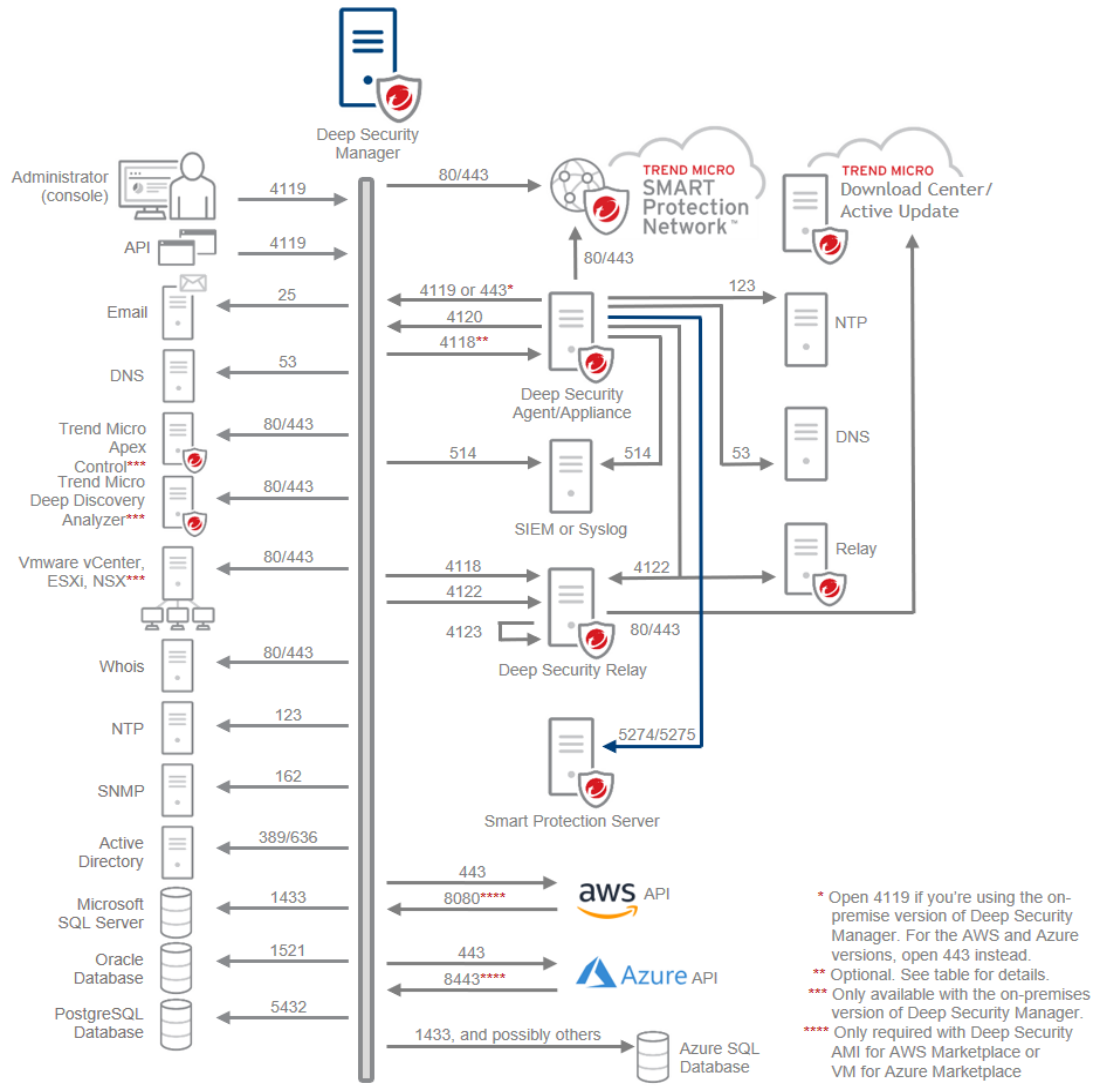 Deep Security
Manager
Administrator
(console)
4119
80/443
TREND MICRO
SMART
Protection
Network™
TREND MICRO
Download Center/
Active Update
API
4119
80/443
Email
25
4119 or 443*
123
NTP
4120
4118**
DNS
53
Deep Security
Agent/Appliance
Trend Micro
Apex
Control***
80/443
514
514
53
DNS
Trend Micro
Deep Discovery
Analyzer***
80/443
SIEM or Syslog
Vmware vCenter,
ESXi, NSX***
80/443
4118
4122
Relay
4122
4123
80/443
Deep Security Relay
Whois
80/443
NTP
123
5274/5275
SNMP
162
Smart Protection Server
Active
Directory
389/636
Microsoft
SQL Server
1433
443
8080****
aws API
Oracle
Database
1521
443
8443****
Azure API
PostgreSQL
Database
5432
1433, and possibly others
Azure SQL
Database
* Open 4119 if you're using the on-
premise version of Deep Security
Manager. For the AWS and Azure
versions, open 443 instead.
** Optional. See table for details.
*** Only available with the on-premises
version of Deep Security Manager.
**** Only required with Deep Security
AMI for AWS Marketplace or
VM for Azure Marketplace